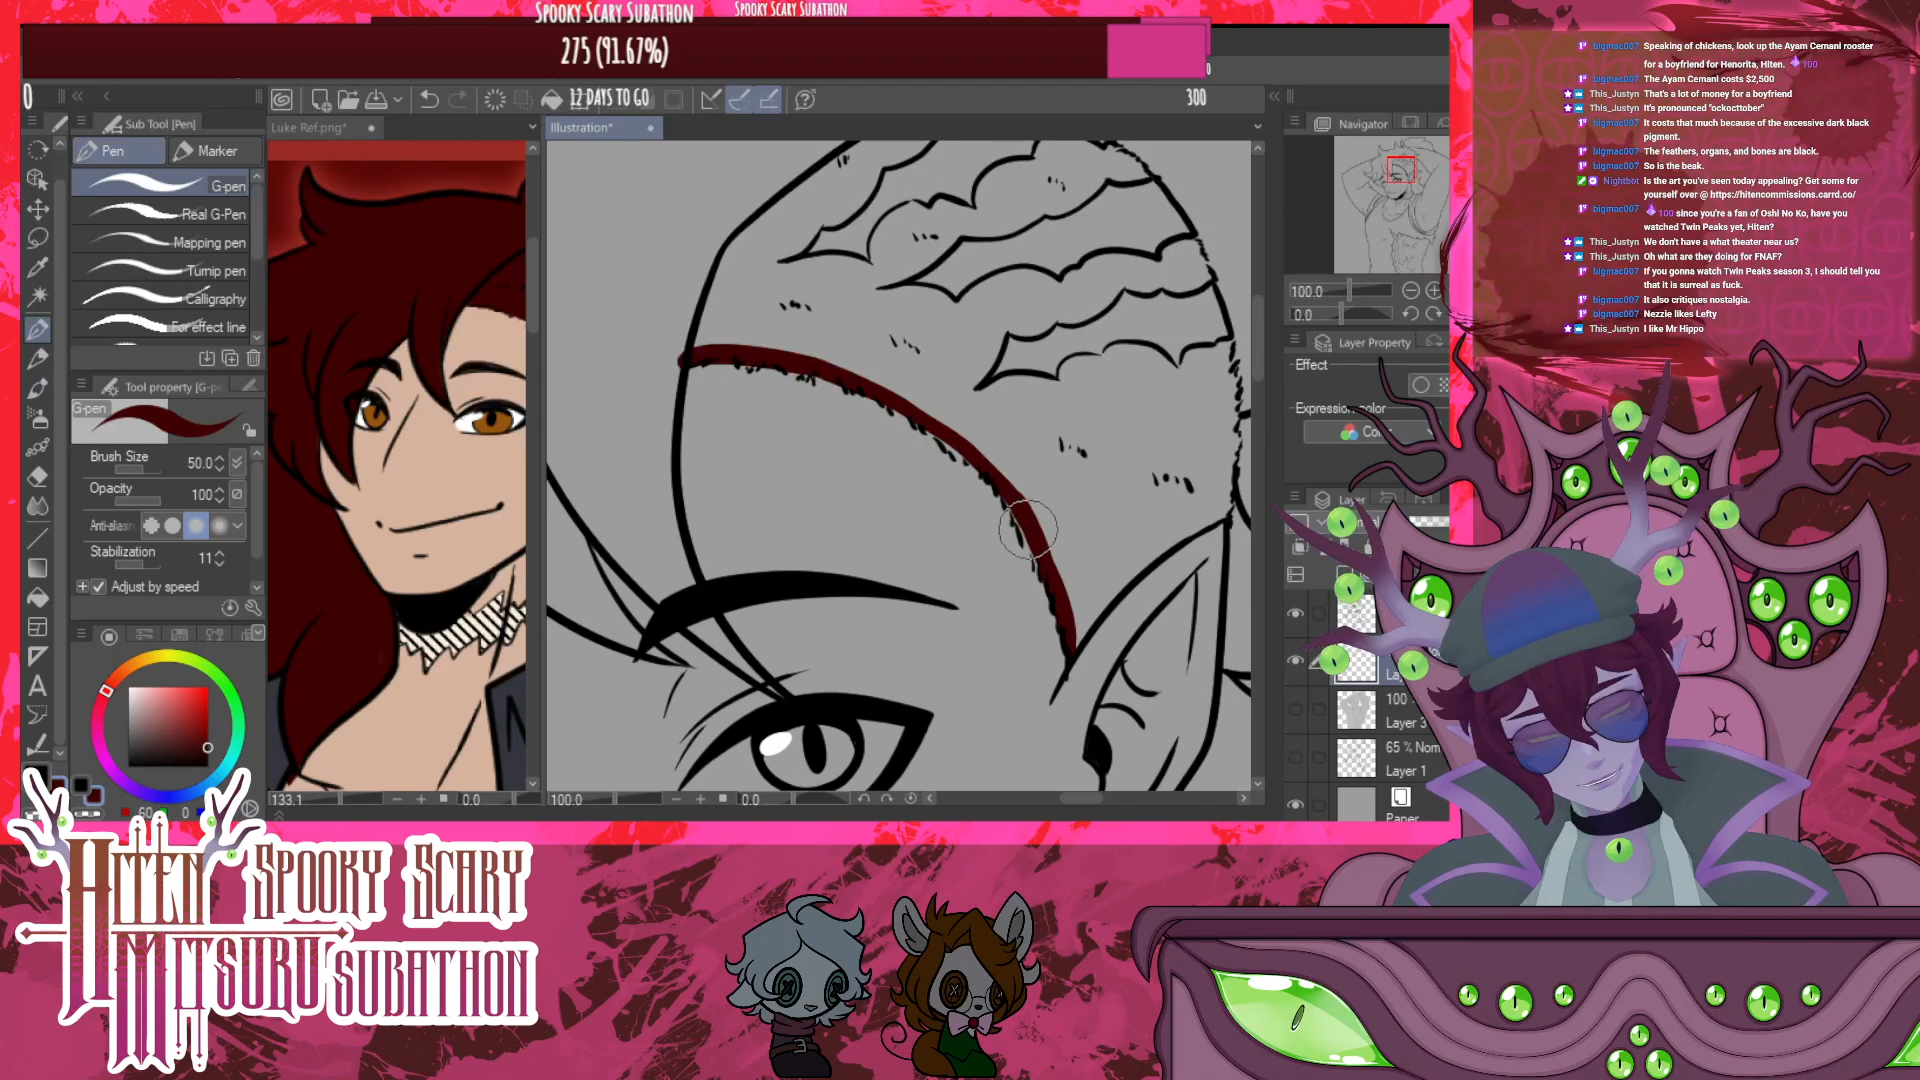 Spooky Scary Subathon
Spooky Scary Subathon
275 (91.67%)
0
12 DAYS TO GO
300
Sub Tool [Pen]
Luke Ref.png*
Illustration*
Navigator
Pen
Marker
G-pen
Real G-Pen
Mapping pen
Turnip pen
Calligraphy
For effect line
Tool property [G-pe
G-pen
Brush Size
50.0
Opacity
100
Anti-aliasin
Stabilization
11
Adjust by speed
60
0
133.1
0.0
100.0
0.0
100.0
0.0
Layer Property
Effect
Expression color
Layer
100
Layer 3
65 % Norm
Layer 1
Paper
bigmac007 Speaking of chickens, look up the Ayam Cemani rooster
for a boyfriend for Henorita, Hiten. 100
bigmac007 The Ayam Cemani costs $2,500
This_Justyn That's a lot of money for a boyfriend
This_Justyn It's pronounced "ockocttober"
bigmac007 It costs that much because of the excessive dark black
pigment.
bigmac007 The feathers, organs, and bones are black.
bigmac007 So is the beak.
Nightbot Is the art you've seen today appealing? Get some for
yourself over @ https://hitencommissions.carrd.co/
bigmac007 100 since you're a fan of Oshi No Ko, have you
watched Twin Peaks yet, Hiten?
This_Justyn We don't have a what theater near us?
This_Justyn Oh what are they doing for FNAF?
bigmac007 If you gonna watch Twin Peaks season 3, I should tell you
that it is surreal as fuck.
bigmac007 It also critiques nostalgia.
bigmac007 Nezzie likes Lefty
This_Justyn I like Mr Hippo
Hiten
Mitsuru
Spooky Scary
Subathon